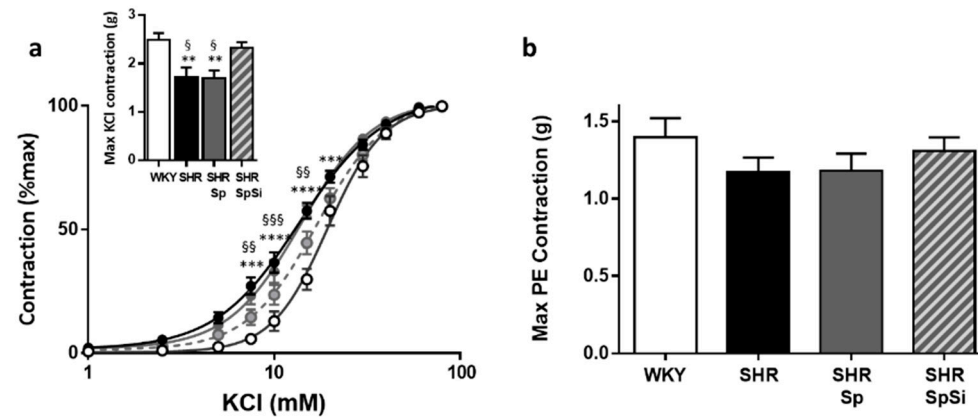 a
Max KCl contraction (g)
3
2
1
0
§
**
§
**
WKY SHR SHR SHR
Sp SpSi
Contraction (%max)
100
50
0
§§
***
§§§
****
§§
****
***
1 10 100
KCl (mM)
b
Max PE Contraction (g)
1.5
1.0
0.5
0.0
WKY SHR SHR SHR
Sp SpSi